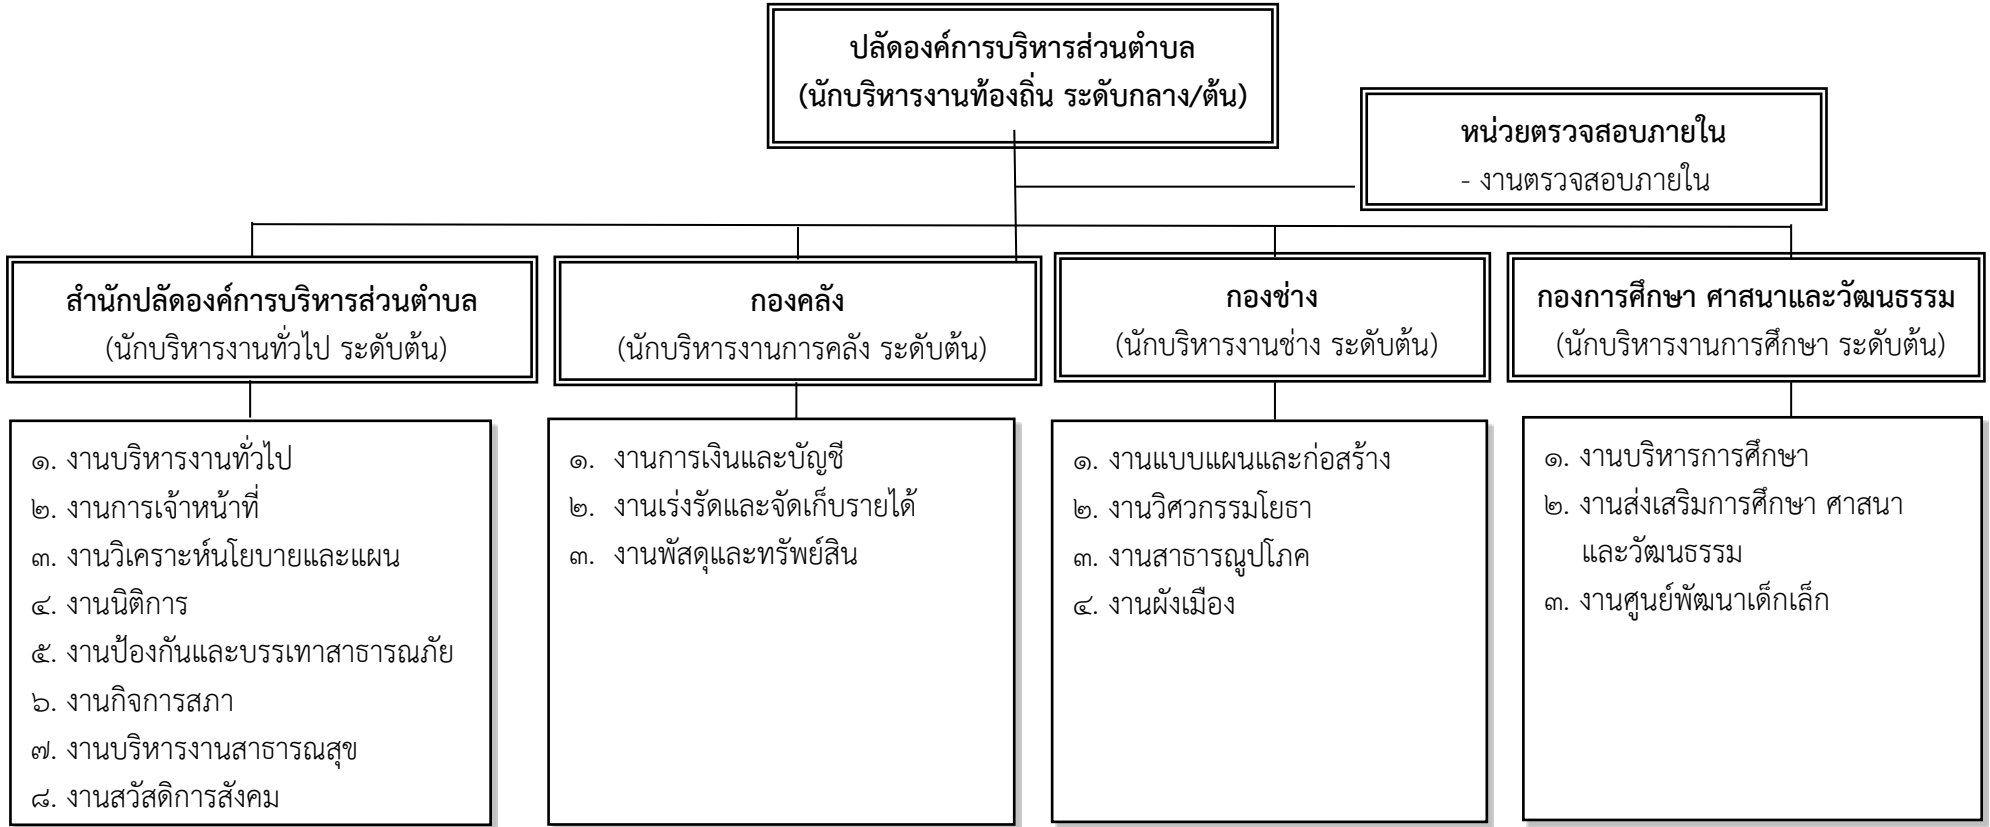 ปลัดองค์การบริหารส่วนตำบล
(นักบริหารงานท้องถิ่น ระดับกลาง/ต้น)
หน่วยตรวจสอบภายใน
- งานตรวจสอบภายใน
สำนักปลัดองค์การบริหารส่วนตำบล
(นักบริหารงานทั่วไป ระดับต้น)
กองคลัง
(นักบริหารงานการคลัง ระดับต้น)
กองช่าง
(นักบริหารงานช่าง ระดับต้น)
กองการศึกษา ศาสนาและวัฒนธรรม
(นักบริหารงานการศึกษา ระดับต้น)
๑. งานบริหารงานทั่วไป
๒. งานการเจ้าหน้าที่
๓. งานวิเคราะห์นโยบายและแผน
๔. งานนิติการ
๕. งานป้องกันและบรรเทาสาธารณภัย
๖. งานกิจการสภา
๗. งานบริหารงานสาธารณสุข
๘. งานสวัสดิการสังคม
๑. งานการเงินและบัญชี
๒. งานเร่งรัดและจัดเก็บรายได้
๓. งานพัสดุและทรัพย์สิน
๑. งานแบบแผนและก่อสร้าง
๒. งานวิศวกรรมโยธา
๓. งานสาธารณูปโภค
๔. งานผังเมือง
๑. งานบริหารการศึกษา
๒. งานส่งเสริมการศึกษา ศาสนา
และวัฒนธรรม
๓. งานศูนย์พัฒนาเด็กเล็ก